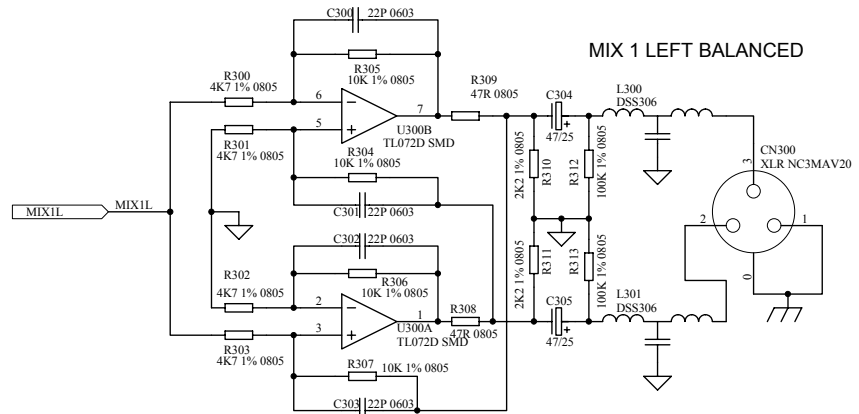 C300
22P 0603
MIX 1 LEFT BALANCED
R300
4K7 1% 0805
R305
10K 1% 0805
R309
47R 0805
C304
47/25
+
L300
DSS306
6
5
7
−
+
U300B
TL072D SMD
R301
4K7 1% 0805
R304
10K 1% 0805
C301
22P 0603
2K2 1% 0805
R310
R312
100K 1% 0805
CN300
XLR NC3MAV20
3
2
1
0
MIX1L
MIX1L
C302
22P 0603
R302
4K7 1% 0805
R306
10K 1% 0805
2K2 1% 0805
R311
R313
100K 1% 0805
2
3
1
−
+
U300A
TL072D SMD
R308
47R 0805
C305
47/25
+
L301
DSS306
R303
4K7 1% 0805
R307
10K 1% 0805
C303
22P 0603